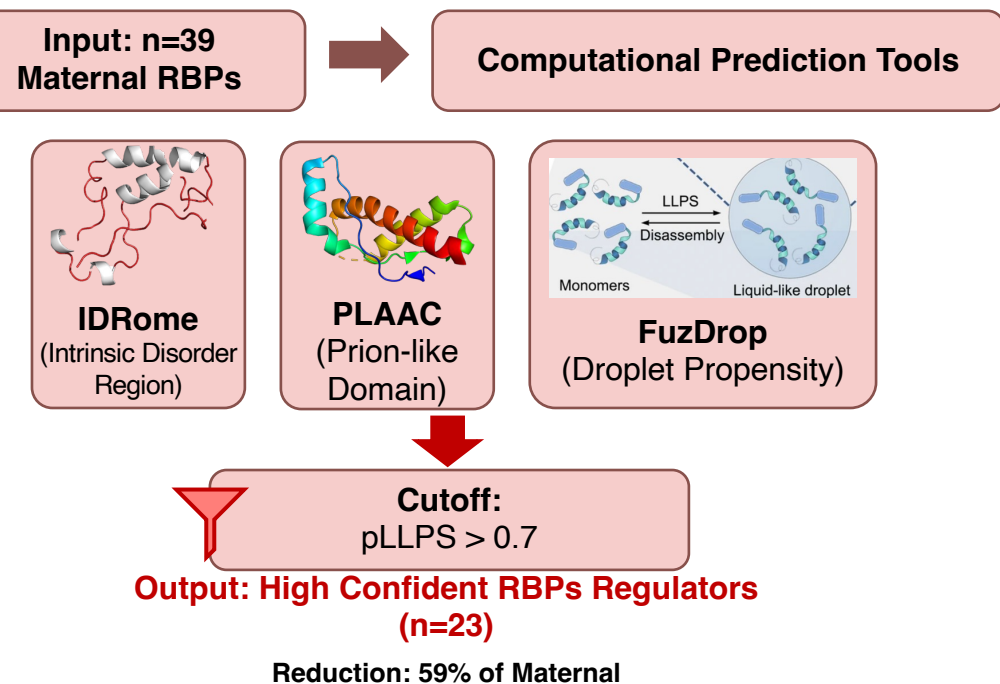 Input: n=39
Maternal RBPs
Computational Prediction Tools
IDRome
(Intrinsic Disorder
Region)
PLAAC
(Prion-like
Domain)
LLPS
Disassembly
Monomers
Liquid-like droplet
FuzDrop
(Droplet Propensity)
Cutoff:
pLLPS > 0.7
Output: High Confident RBPs Regulators
(n=23)
Reduction: 59% of Maternal